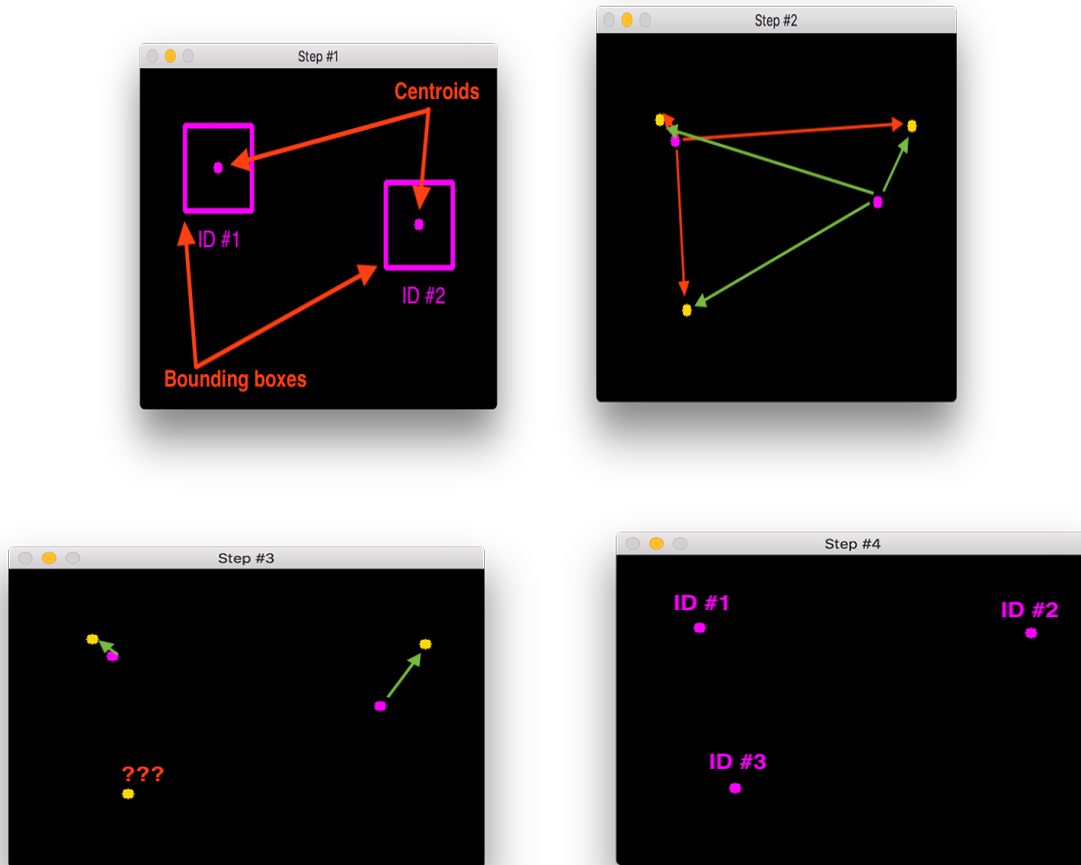 Step #1
Centroids
ID #1
ID #2
Bounding boxes
Step #2
Step #3
???
Step #4
ID #1
ID #2
ID #3